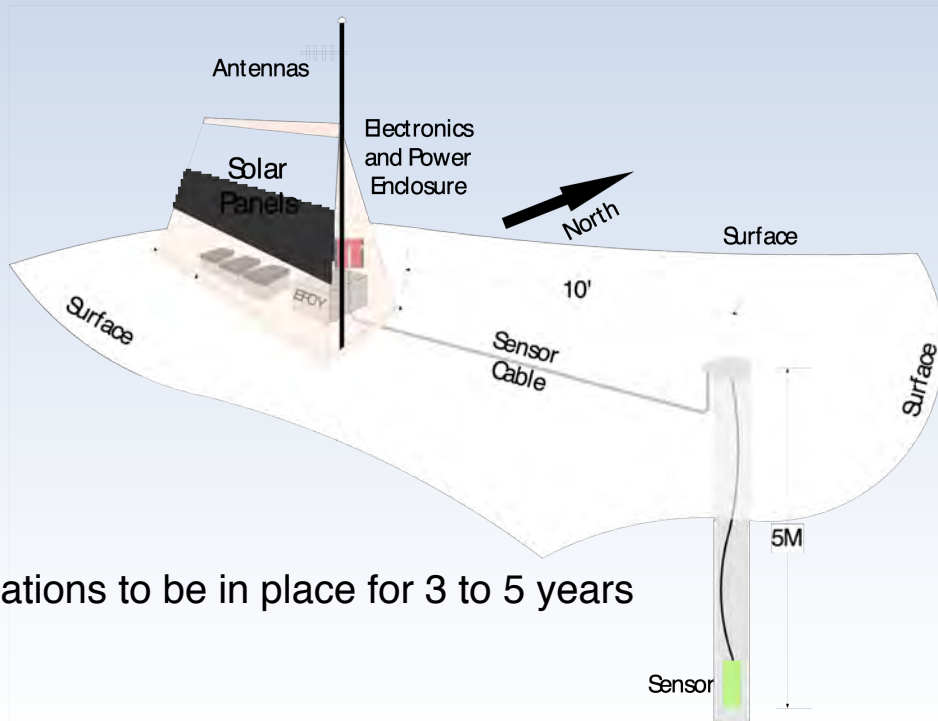 Antennas
Electronics
and Power
Enclosure
Solar
Panels
North
Surface
10'
Surface
EFOY
Sensor
Cable
Surface
5M
ations to be in place for 3 to 5 years
Sensor